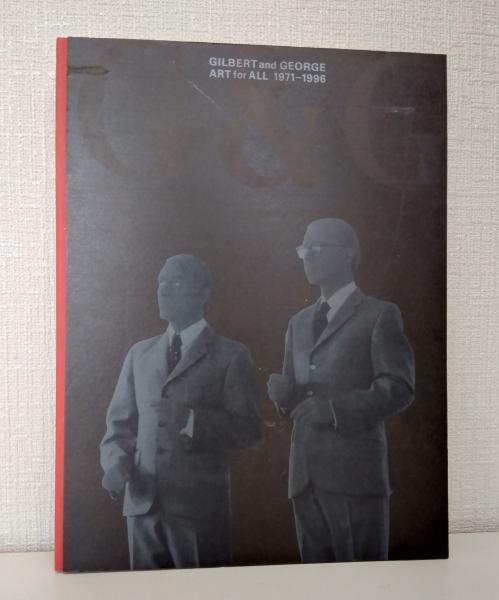 GILBERT and GEORGE
ART for ALL 1971–1996
G & G